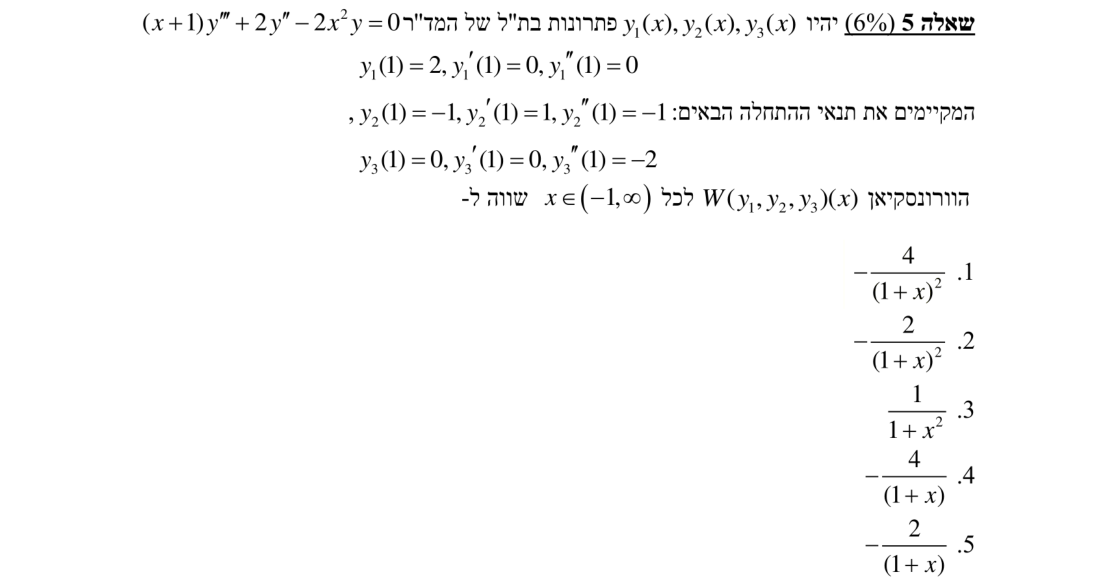 שאלה 5 (6%) יהיו y₁(x), y₂(x), y₃(x) פתרונות בת"ל של המד"ר (x+1)y‴ + 2y″ − 2x²y = 0
y₁(1) = 2, y₁′(1) = 0, y₁″(1) = 0
המקיימים את תנאי ההתחלה הבאים: y₂(1) = −1, y₂′(1) = 1, y₂″(1) = −1 ,
y₃(1) = 0, y₃′(1) = 0, y₃″(1) = −2
הוורונסקיאן W(y₁, y₂, y₃)(x) לכל x ∈ (−1, ∞) שווה ל-
1. −4/(1+x)²
2. −2/(1+x)²
3. 1/(1+x²)
4. −4/(1+x)
5. −2/(1+x)